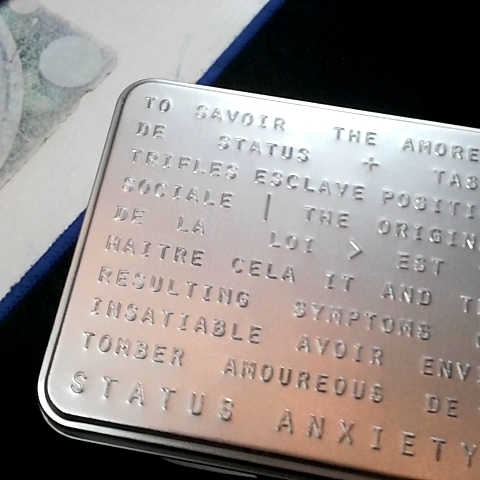 TO SAVOIR THE AMORE
DE STATUS + TAS
TRIFLES ESCLAVE POSITI
SOCIALE | THE ORIGIN
DE LA LOI > EST
MAITRE CELA IT AND
RESULTING SYMPTOMS
INSATIABLE AVOIR ENVI
TOMBER AMOUREOUS DE
STATUS ANXIETY